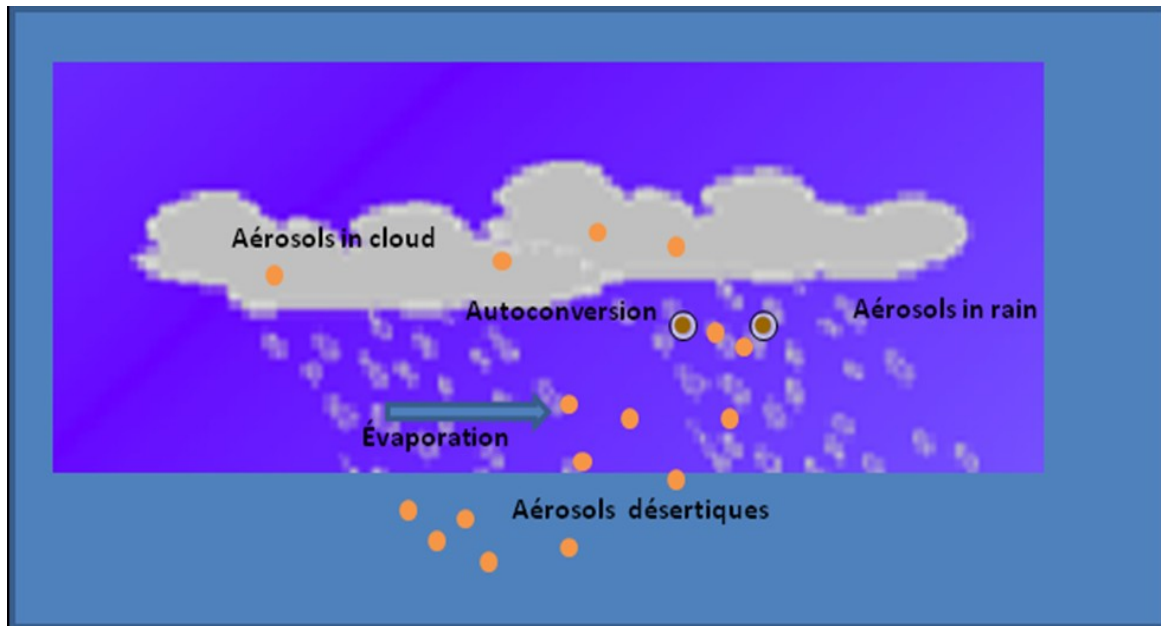 Aérosols in cloud
Autoconversion
Aérosols in rain
Évaporation
Aérosols désertiques